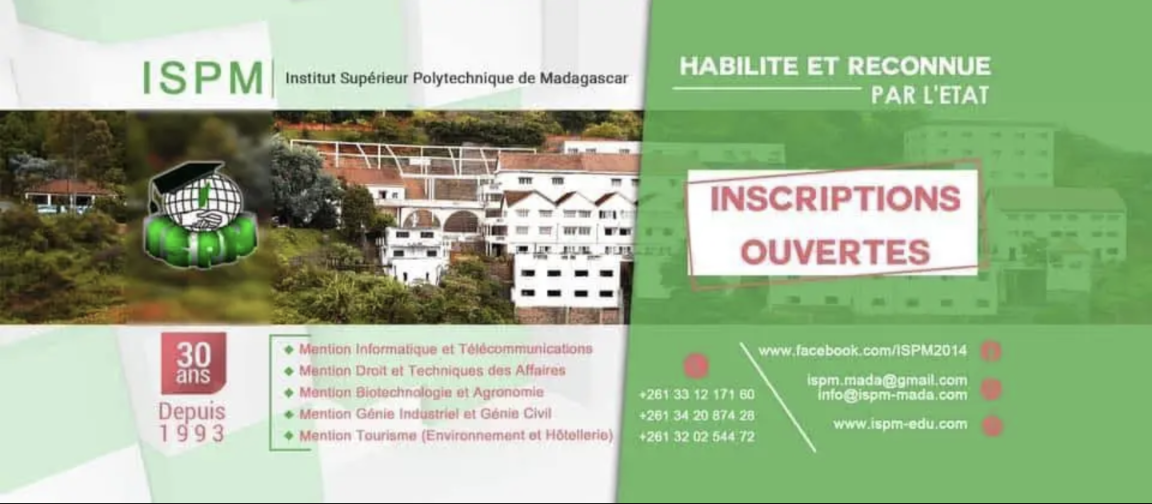 ISPM
Institut Supérieur Polytechnique de Madagascar
HABILITE ET RECONNUE
PAR L'ETAT
INSCRIPTIONS
OUVERTES
30
ans
Depuis
1993
Mention Informatique et Télécommunications
Mention Droit et Techniques des Affaires
Mention Biotechnologie et Agronomie
Mention Génie Industriel et Génie Civil
Mention Tourisme (Environnement et Hôtellerie)
+261 33 12 171 60
+261 34 20 874 28
+261 32 02 544 72
www.facebook.com/ISPM2014
ispm.mada@gmail.com
info@ispm-mada.com
www.ispm-edu.com